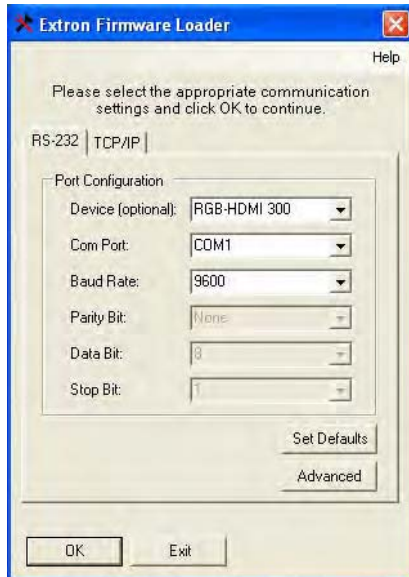 Extron Firmware Loader
Help
Please select the appropriate communication
settings and click OK to continue.
RS-232 TCP/IP
Port Configuration
Device (optional): RGB-HDMI 300
Com Port: COM1
Baud Rate: 9600
Parity Bit: None
Data Bit: 8
Stop Bit: 1
Set Defaults
Advanced
OK Exit